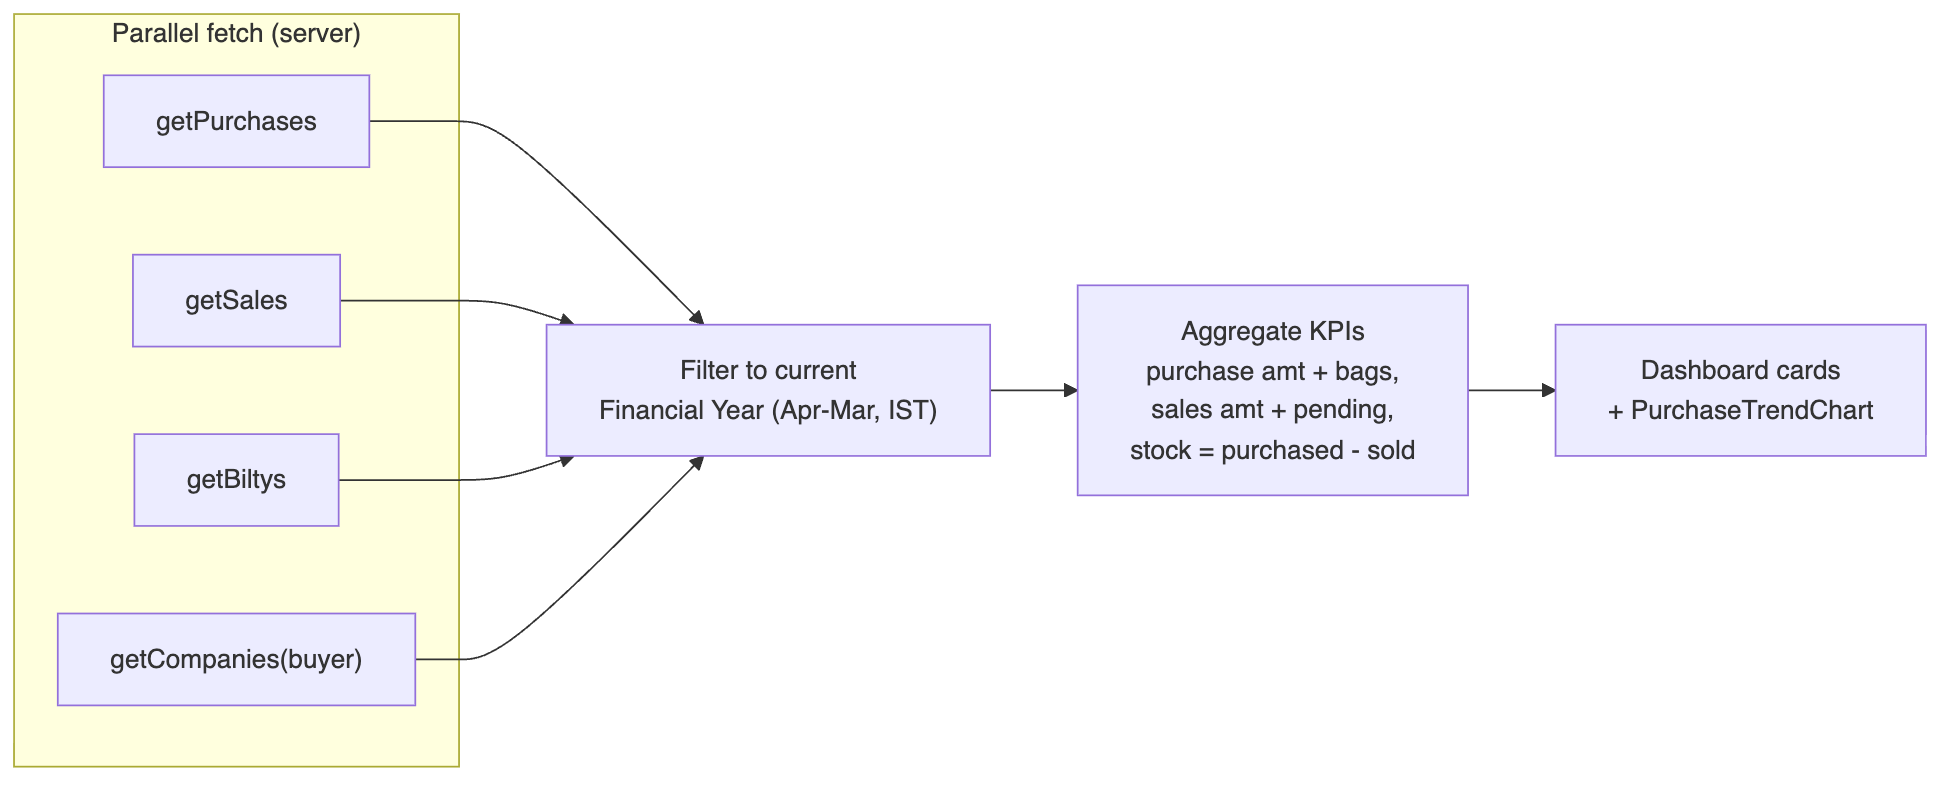 Parallel fetch (server)
getPurchases
getSales
getBiltys
getCompanies(buyer)
Filter to current
Financial Year (Apr-Mar, IST)
Aggregate KPIs
purchase amt + bags,
sales amt + pending,
stock = purchased - sold
Dashboard cards
+ PurchaseTrendChart